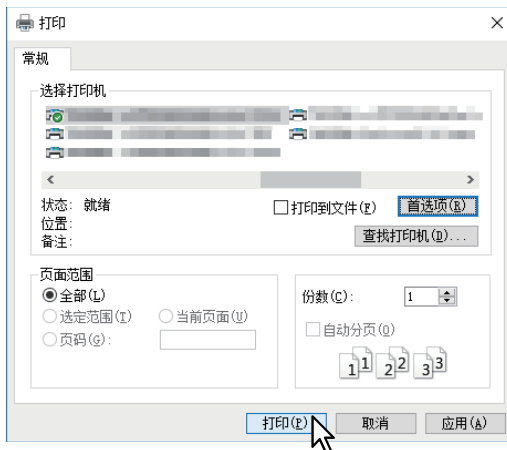 打印
常规
选择打印机
状态: 就绪
打印到文件(F)
首选项(R)
位置:
备注:
查找打印机(D)...
页面范围
全部(L)
选定范围(T)
当前页面(U)
页码(G):
份数(C): 1
自动分页(O)
1 1 2 2 3 3
打印(P)
取消
应用(A)